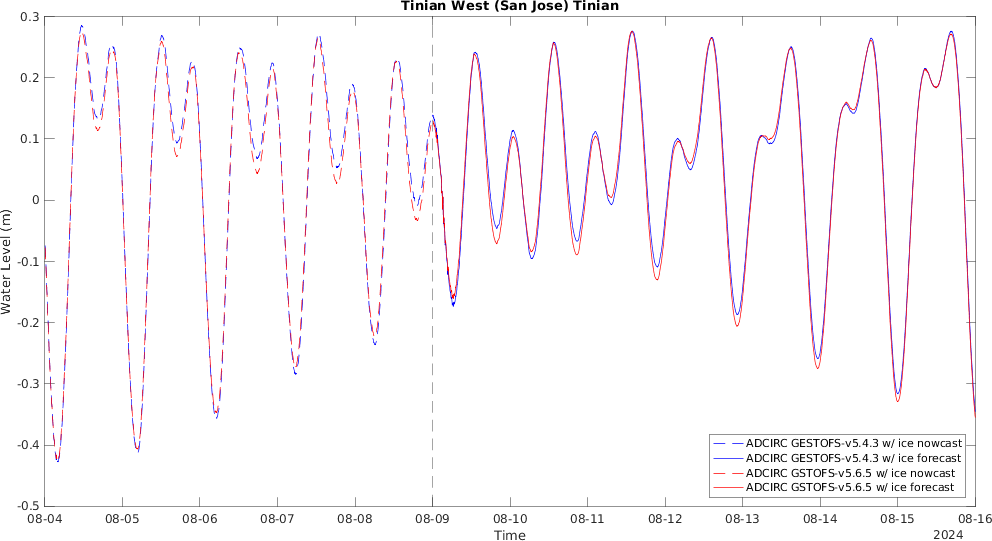 Tinian West (San Jose) Tinian
Water Level (m)
0.3
0.2
0.1
0
-0.1
-0.2
-0.3
-0.4
-0.5
ADCIRC GESTOFS-v5.4.3 w/ ice nowcast
ADCIRC GESTOFS-v5.4.3 w/ ice forecast
ADCIRC GSTOFS-v5.6.5 w/ ice nowcast
ADCIRC GSTOFS-v5.6.5 w/ ice forecast
08-04 08-05 08-06 08-07 08-08 08-09 08-10 08-11 08-12 08-13 08-14 08-15 08-16
Time
2024